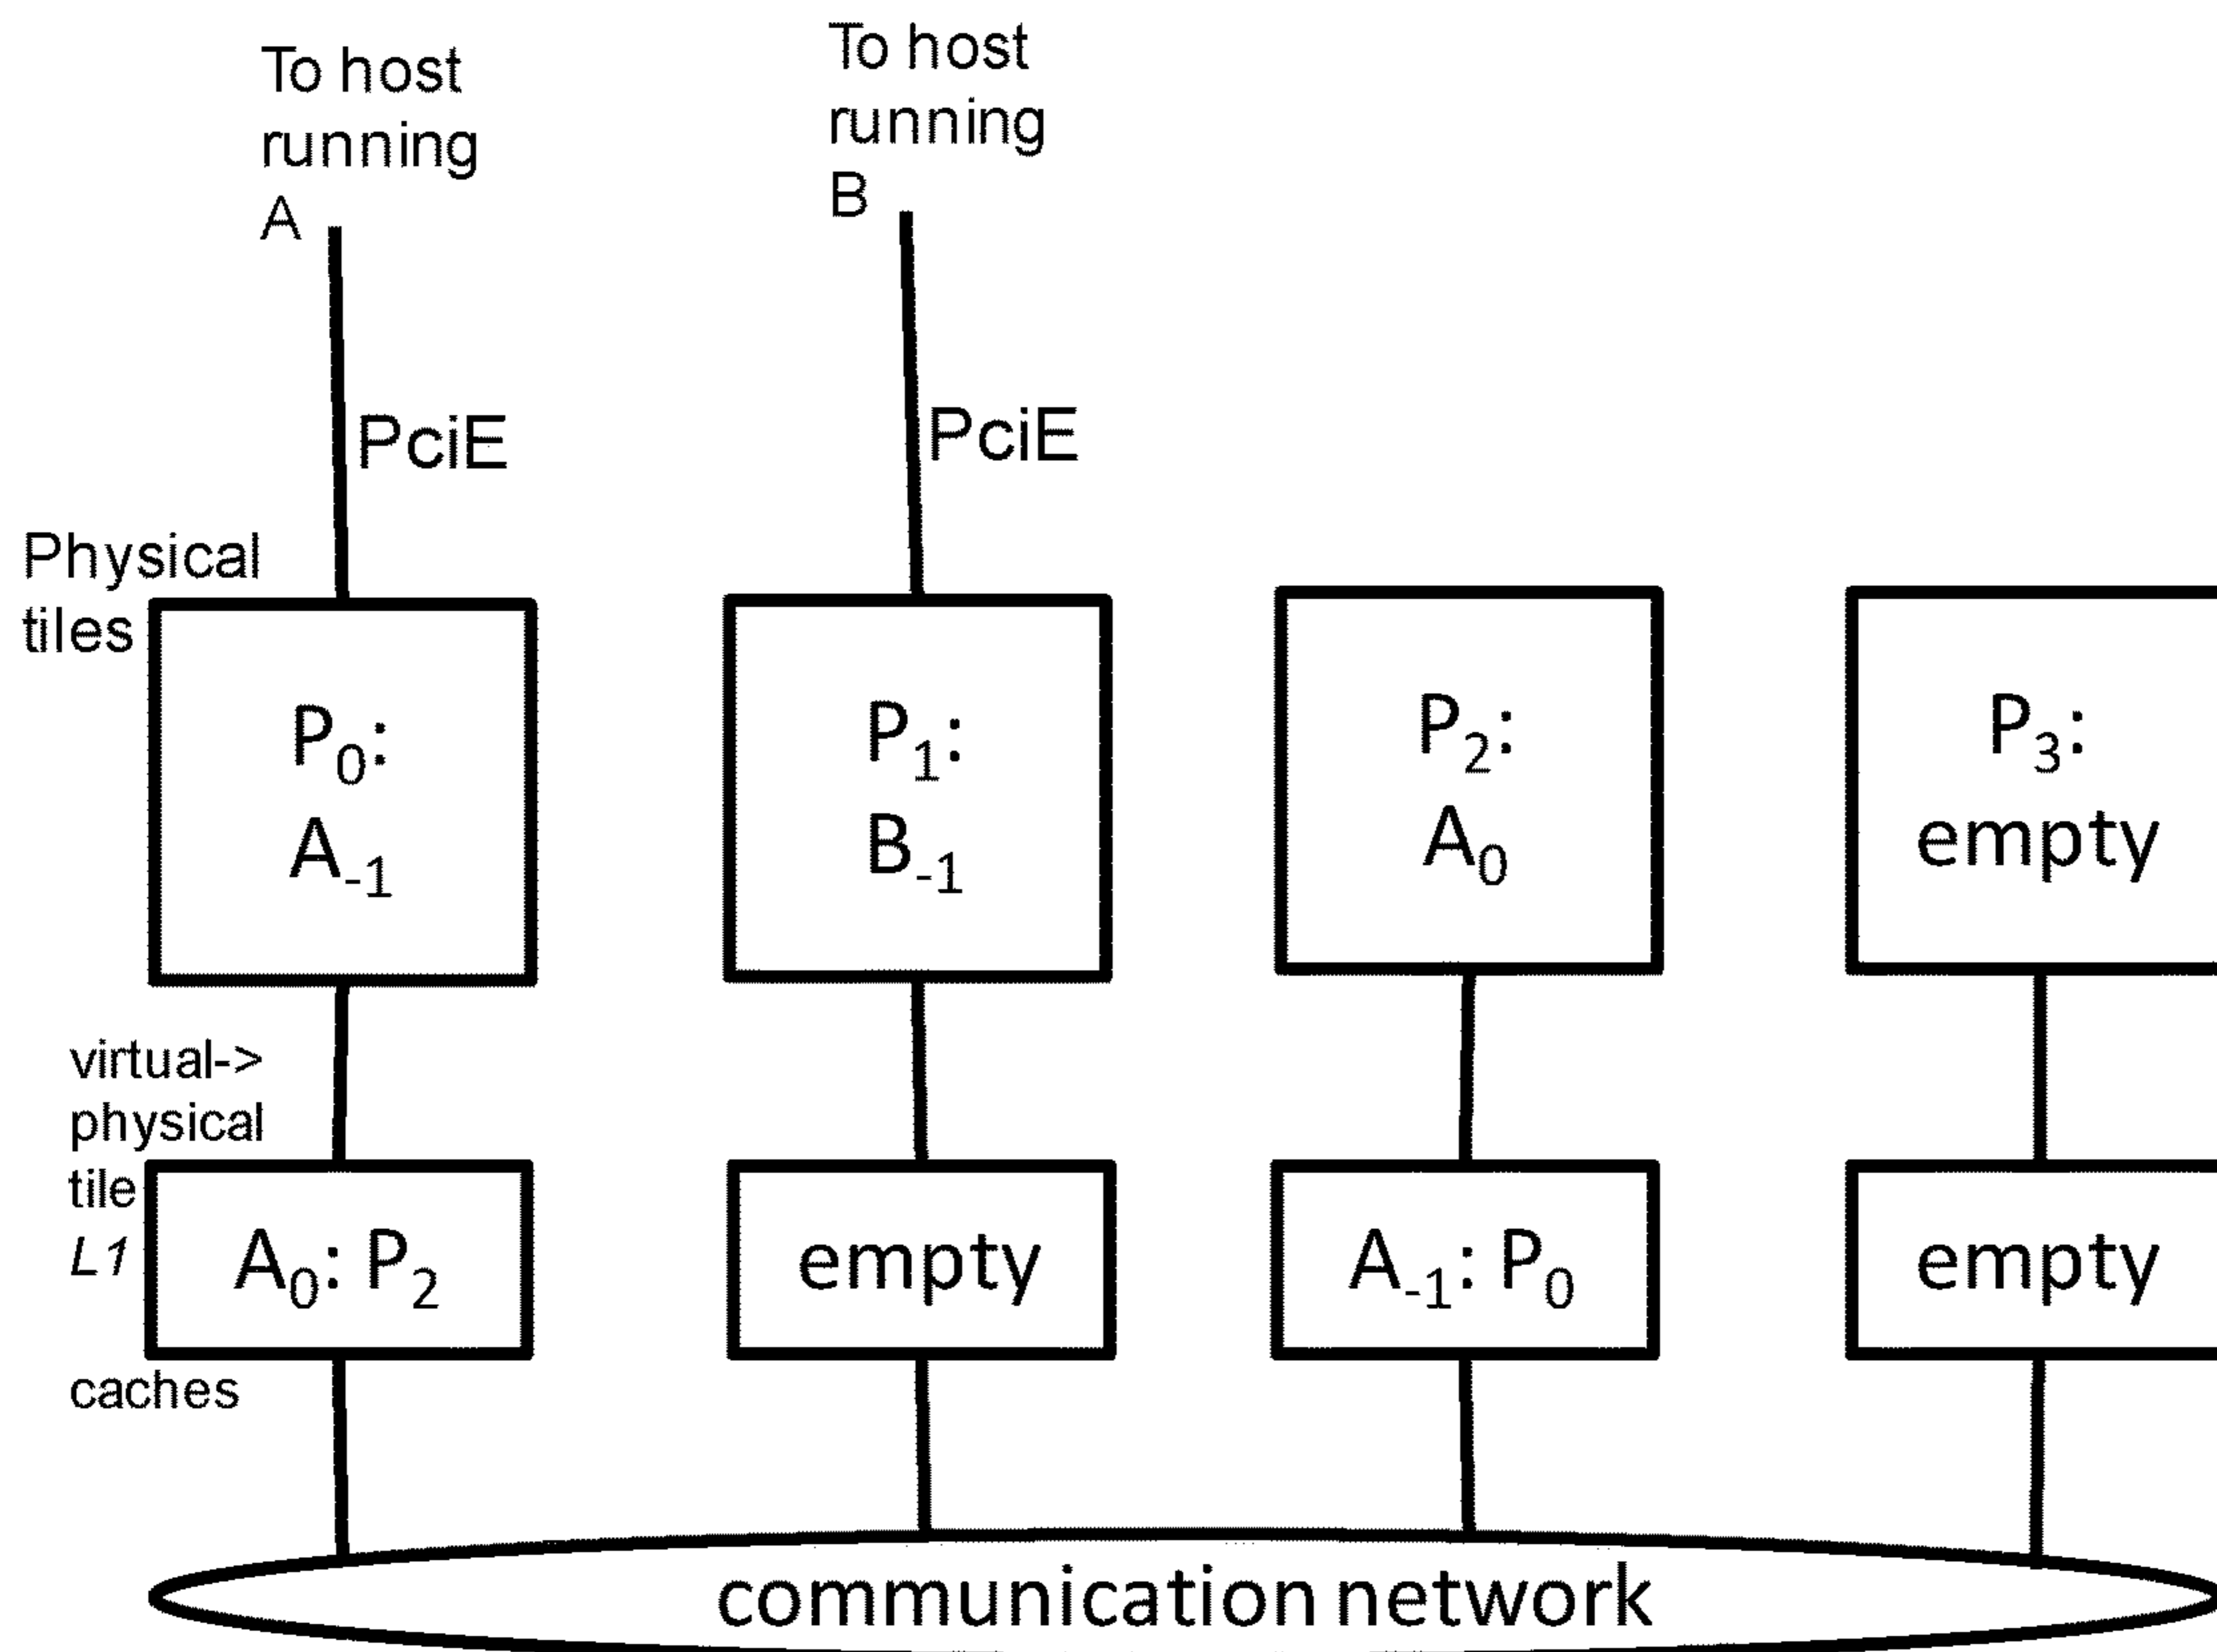 To host
running
A
To host
running
B
PciE
PciE
Physical
tiles
P₀:
A₋₁
P₁:
B₋₁
P₂:
A₀
P₃:
empty
virtual->
physical
tile
L1
caches
A₀: P₂
empty
A₋₁: P₀
empty
communication network